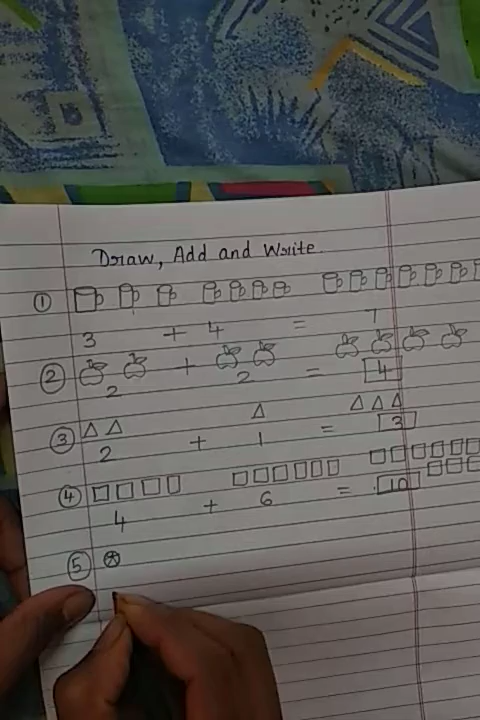 Draw, Add and Write
① 3 + 4 = 7
② 2 + 2 = 4
③ 2 + 1 = 3
④ 4 + 6 = 10
⑤